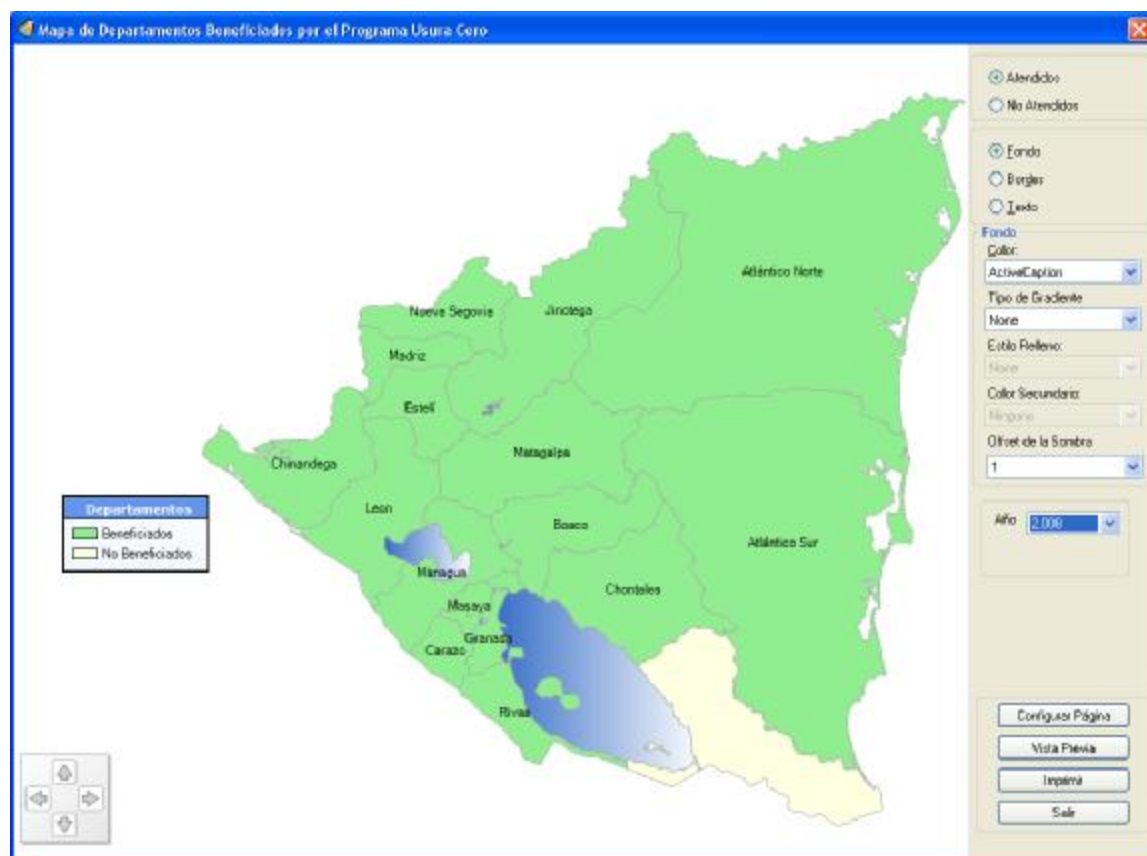 Mapa de Departamentos Beneficiados por el Programa Usura Cero
Atendidos
No Atendidos
Fondo
Bordes
Texto
Fondo
Color:
ActiveCaption
Tipo de Gradiente
None
Estilo Relleno:
None
Color Secundario:
Ninguno
Offset de la Sombra
1
Año 2.008
Configurar Página
Vista Previa
Imprimir
Salir
Atlántico Norte
Nueva Segovia
Jinotega
Madriz
Estelí
Matagalpa
Chinandega
Leon
Boaco
Atlántico Sur
Managua
Chontales
Masaya
Granada
Carazo
Rivas
Departamentos
Beneficiados
No Beneficiados